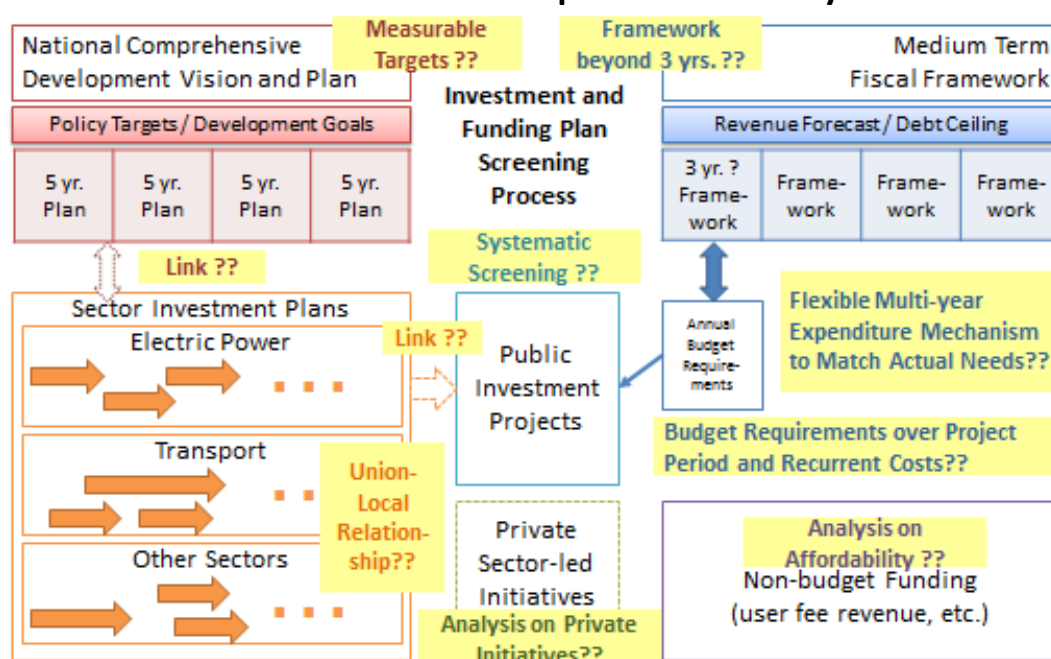 National Comprehensive
Development Vision and Plan
Measurable
Targets ??
Framework
beyond 3 yrs. ??
Medium Term
Fiscal Framework
Policy Targets / Development Goals
5 yr.
Plan
5 yr.
Plan
5 yr.
Plan
5 yr.
Plan
Investment and
Funding Plan
Screening
Process
Revenue Forecast / Debt Ceiling
3 yr. ?
Frame-
work
Frame-
work
Frame-
work
Frame-
work
Link ??
Systematic
Screening ??
Sector Investment Plans
Electric Power
Link ??
Public
Investment
Projects
Annual
Budget
Require-
ments
Flexible Multi-year
Expenditure Mechanism
to Match Actual Needs??
Budget Requirements over Project
Period and Recurrent Costs??
Transport
Union-
Local
Relation-
ship??
Other Sectors
Private
Sector-led
Initiatives
Analysis on Private
Initiatives??
Analysis on
Affordability ??
Non-budget Funding
(user fee revenue, etc.)